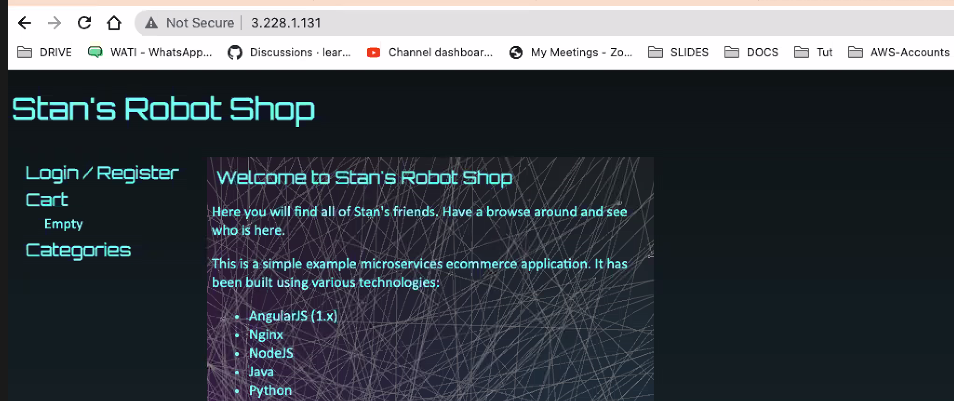 Not Secure | 3.228.1.131
DRIVE WATI - WhatsApp... Discussions · lear... Channel dashboar... My Meetings - Zo... SLIDES DOCS Tut AWS-Accounts
Stan's Robot Shop
Login / Register
Cart
Empty
Categories
Welcome to Stan's Robot Shop
Here you will find all of Stan's friends. Have a browse around and see
who is here.
This is a simple example microservices ecommerce application. It has
been built using various technologies:
• AngularJS (1.x)
• Nginx
• NodeJS
• Java
• Python